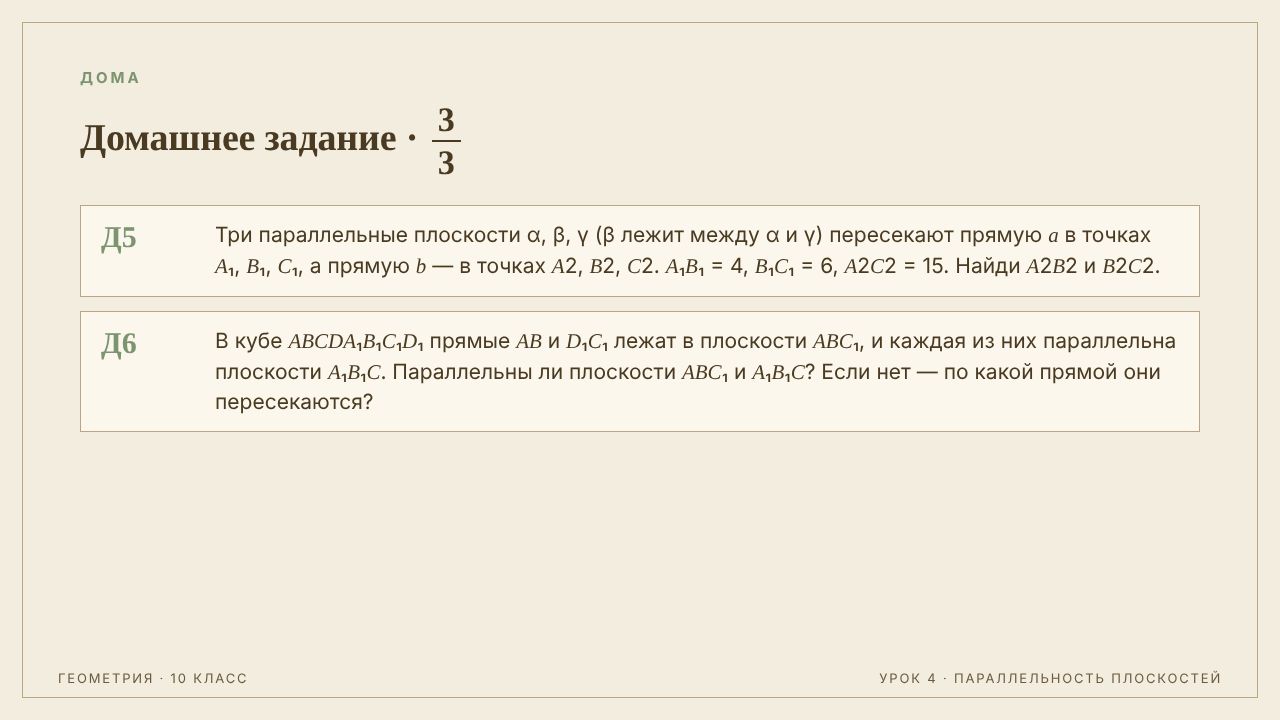 ДОМА
Домашнее задание · 3/3
Д5
Три параллельные плоскости α, β, γ (β лежит между α и γ) пересекают прямую a в точках
A₁, B₁, C₁, а прямую b — в точках A2, B2, C2. A₁B₁ = 4, B₁C₁ = 6, A2C2 = 15. Найди A2B2 и B2C2.
Д6
В кубе ABCDA₁B₁C₁D₁ прямые AB и D₁C₁ лежат в плоскости ABC₁, и каждая из них параллельна
плоскости A₁B₁C. Параллельны ли плоскости ABC₁ и A₁B₁C? Если нет — по какой прямой они
пересекаются?
ГЕОМЕТРИЯ · 10 КЛАСС
УРОК 4 · ПАРАЛЛЕЛЬНОСТЬ ПЛОСКОСТЕЙ